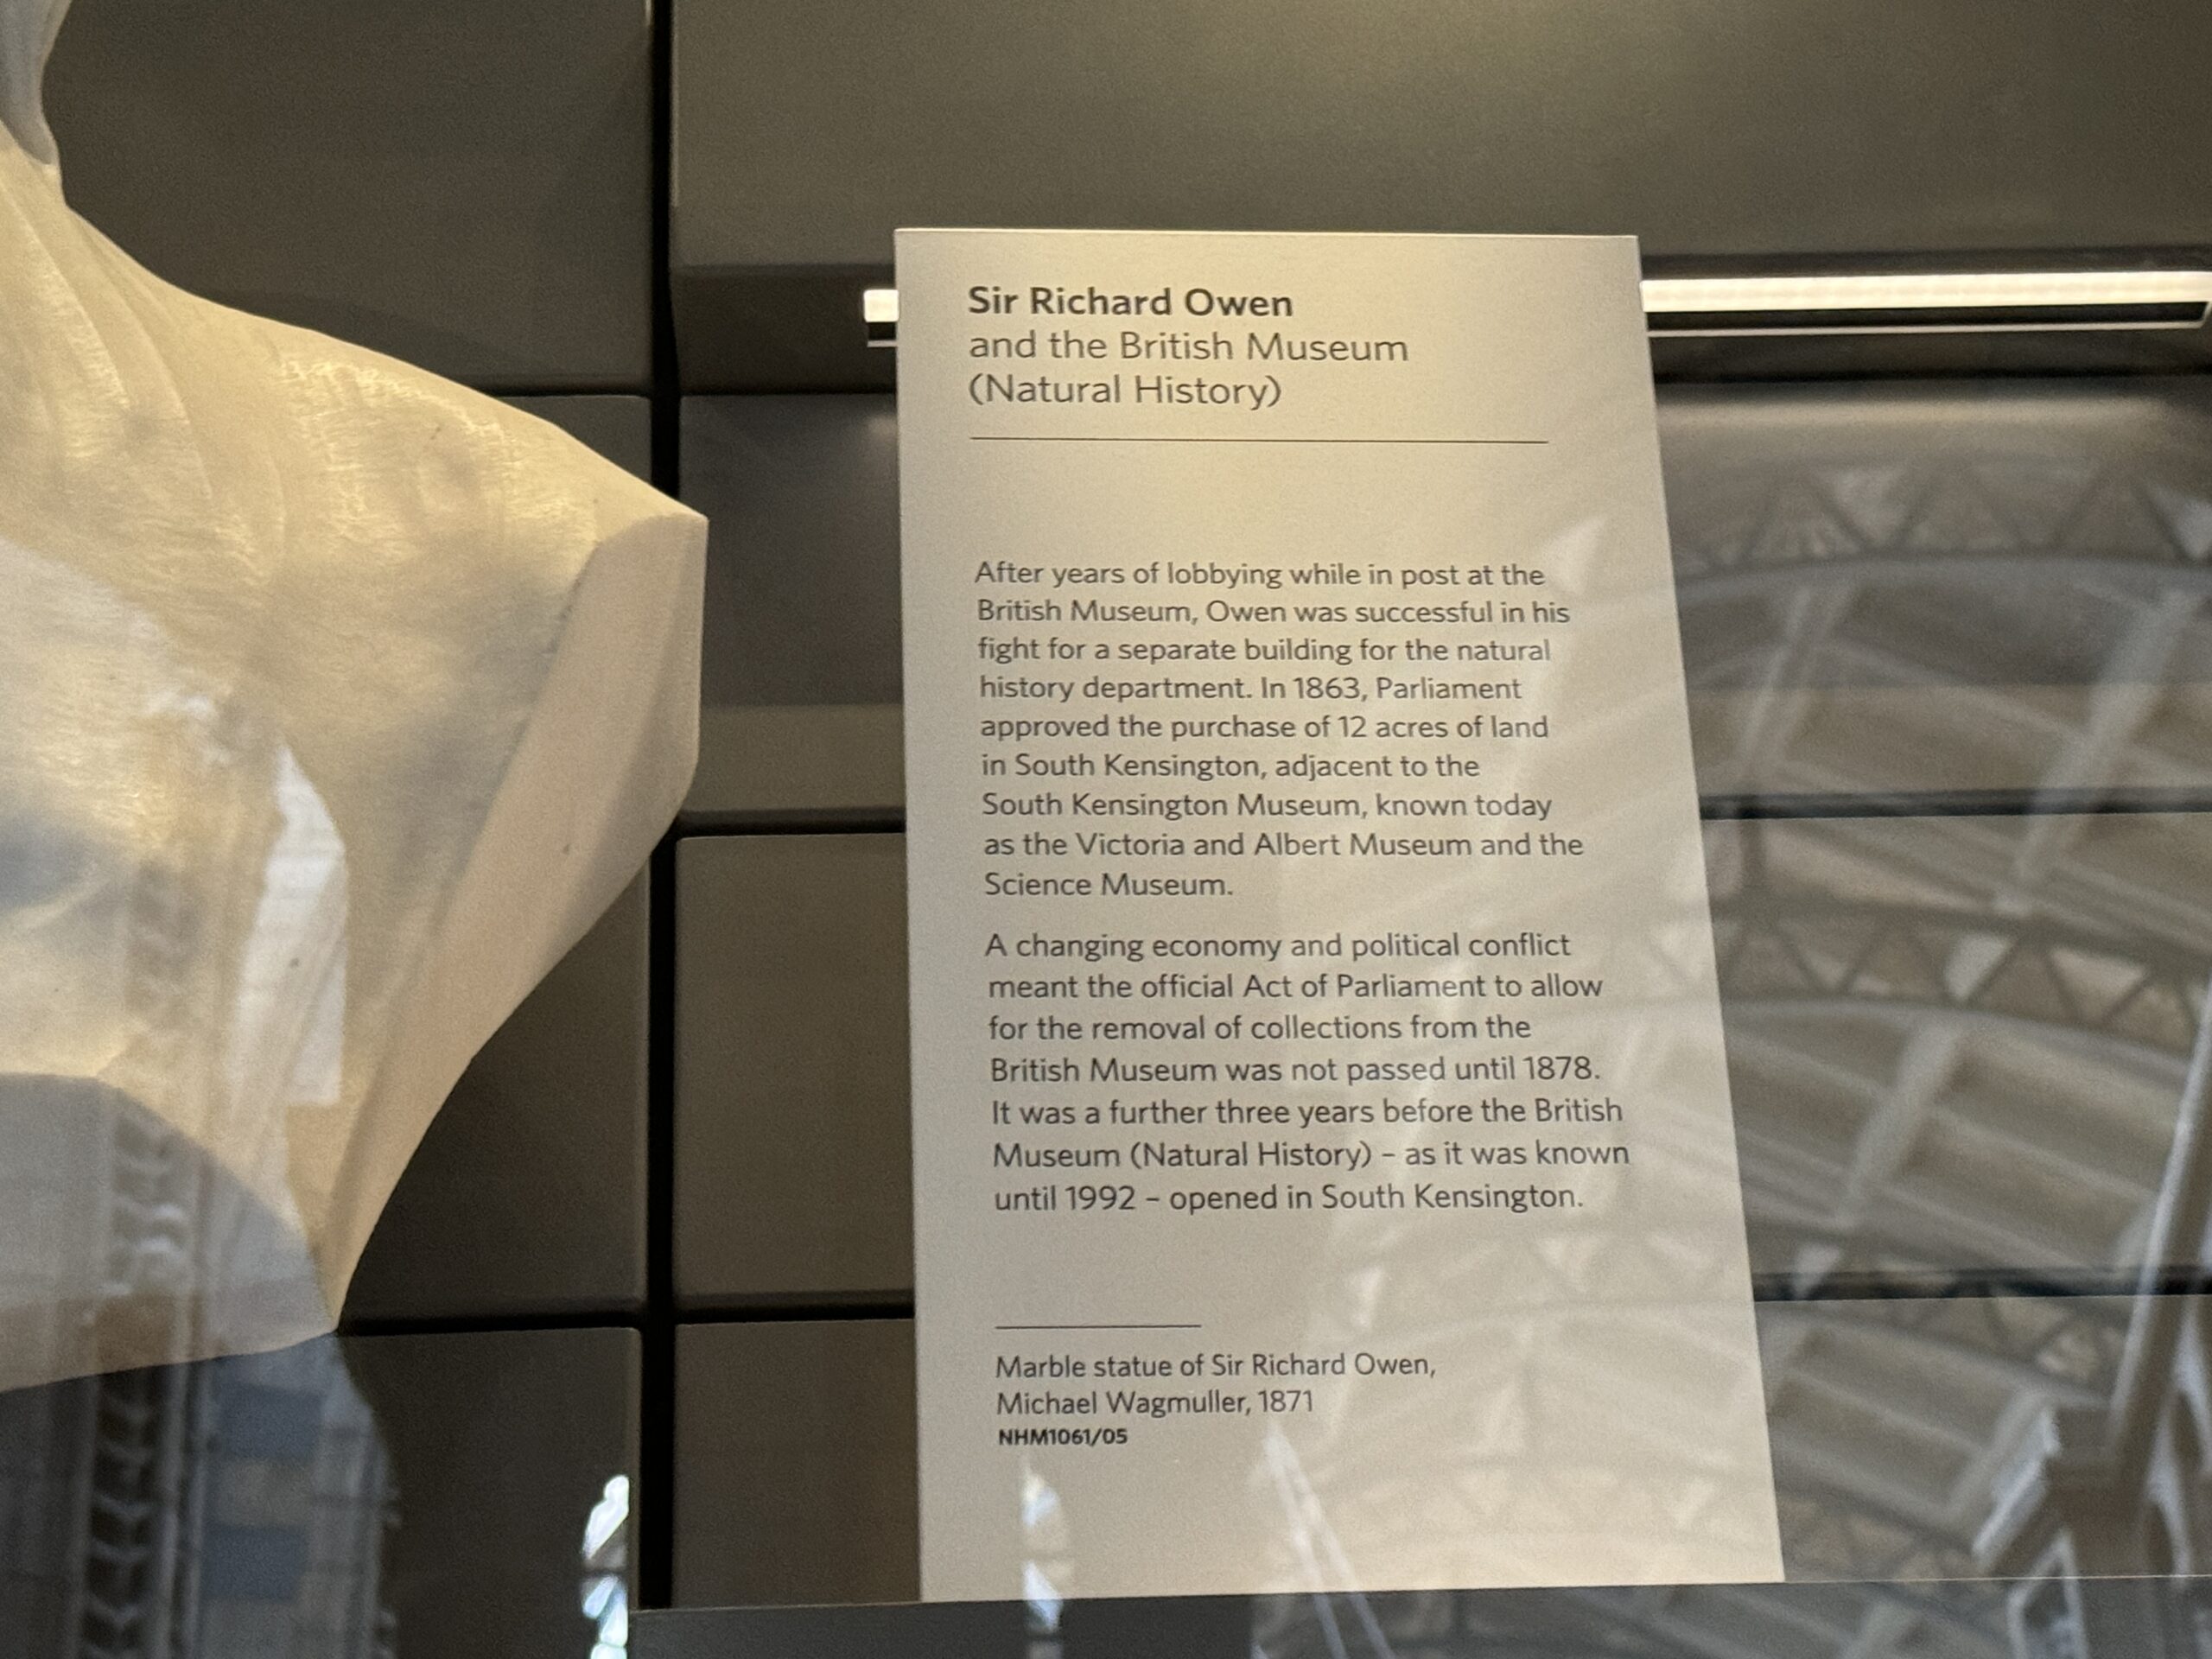 Sir Richard Owen
and the British Museum
(Natural History)
After years of lobbying while in post at the
British Museum, Owen was successful in his
fight for a separate building for the natural
history department. In 1863, Parliament
approved the purchase of 12 acres of land
in South Kensington, adjacent to the
South Kensington Museum, known today
as the Victoria and Albert Museum and the
Science Museum.
A changing economy and political conflict
meant the official Act of Parliament to allow
for the removal of collections from the
British Museum was not passed until 1878.
It was a further three years before the British
Museum (Natural History) – as it was known
until 1992 – opened in South Kensington.
Marble statue of Sir Richard Owen,
Michael Wagmuller, 1871
NHM1061/05